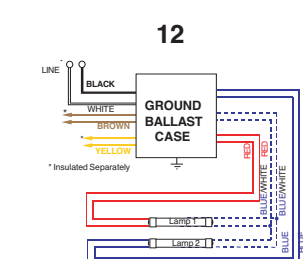 12
LINE
BLACK
* WHITE
BROWN
* YELLOW
* Insulated Separately
GROUND
BALLAST
CASE
RED
RED
BLUE/WHITE
BLUE/WHITE
BLUE
BLUE
Lamp 1
Lamp 2